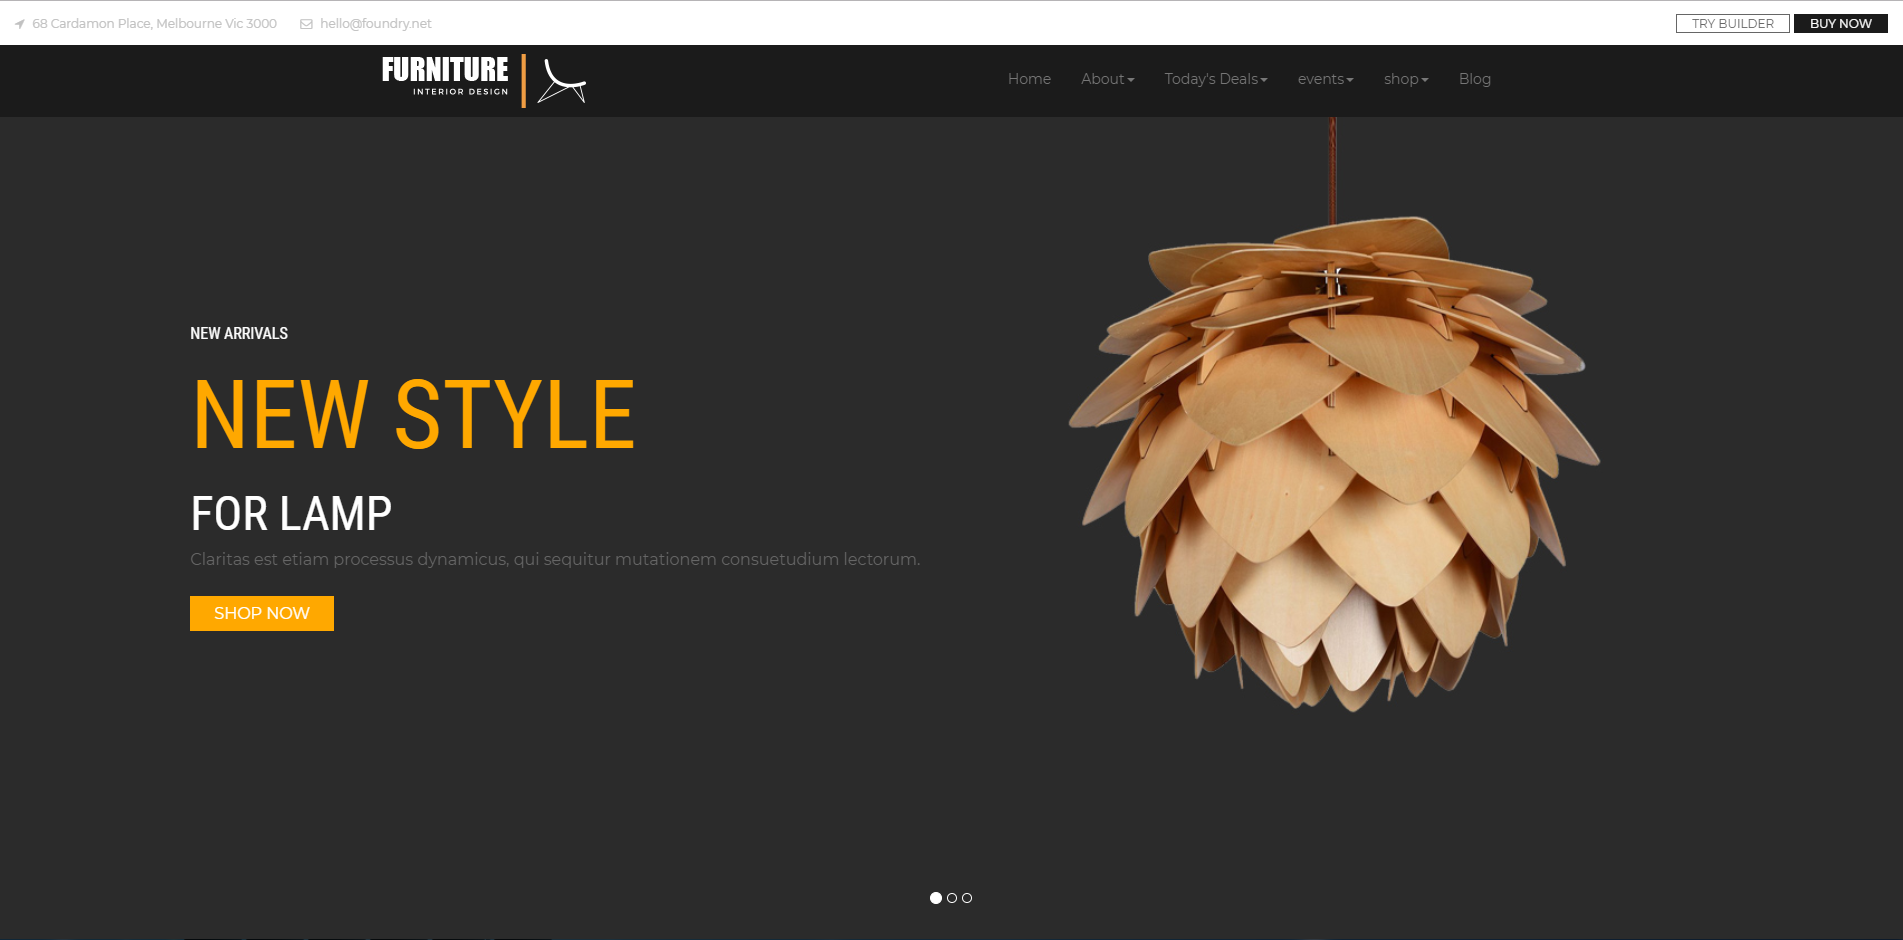 68 Cardamon Place, Melbourne Vic 3000
hello@foundry.net
TRY BUILDER
BUY NOW
FURNITURE
INTERIOR DESIGN
Home
About
Today's Deals
events
shop
Blog
NEW ARRIVALS
NEW STYLE
FOR LAMP
Claritas est etiam processus dynamicus, qui sequitur mutationem consuetudium lectorum.
SHOP NOW